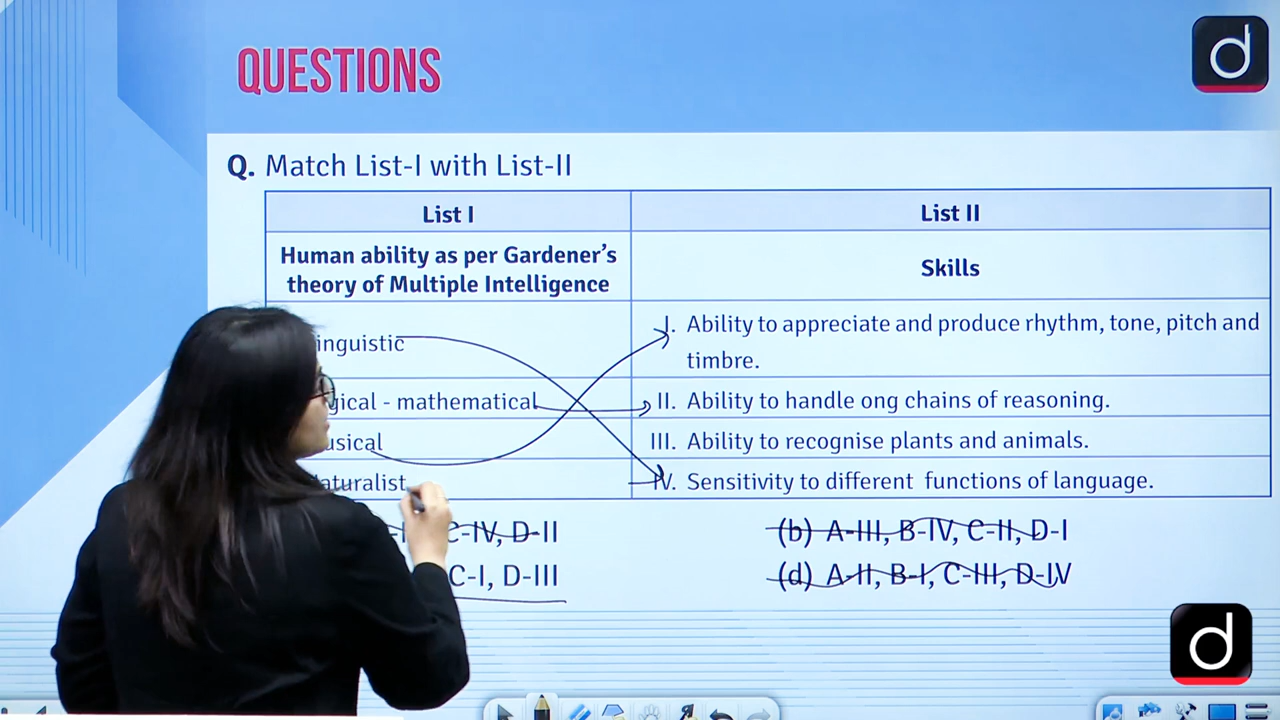 QUESTIONS
d
Q. Match List-I with List-II
List I
List II
Human ability as per Gardener's
theory of Multiple Intelligence
Skills
inguistic
I. Ability to appreciate and produce rhythm, tone, pitch and
timbre.
gical - mathematical
II. Ability to handle ong chains of reasoning.
usical
III. Ability to recognise plants and animals.
aturalist
IV. Sensitivity to different functions of language.
C-IV, D-II
(b) A-III, B-IV, C-II, D-I
C-I, D-III
(d) A-II, B-I, C-III, D-IV
d